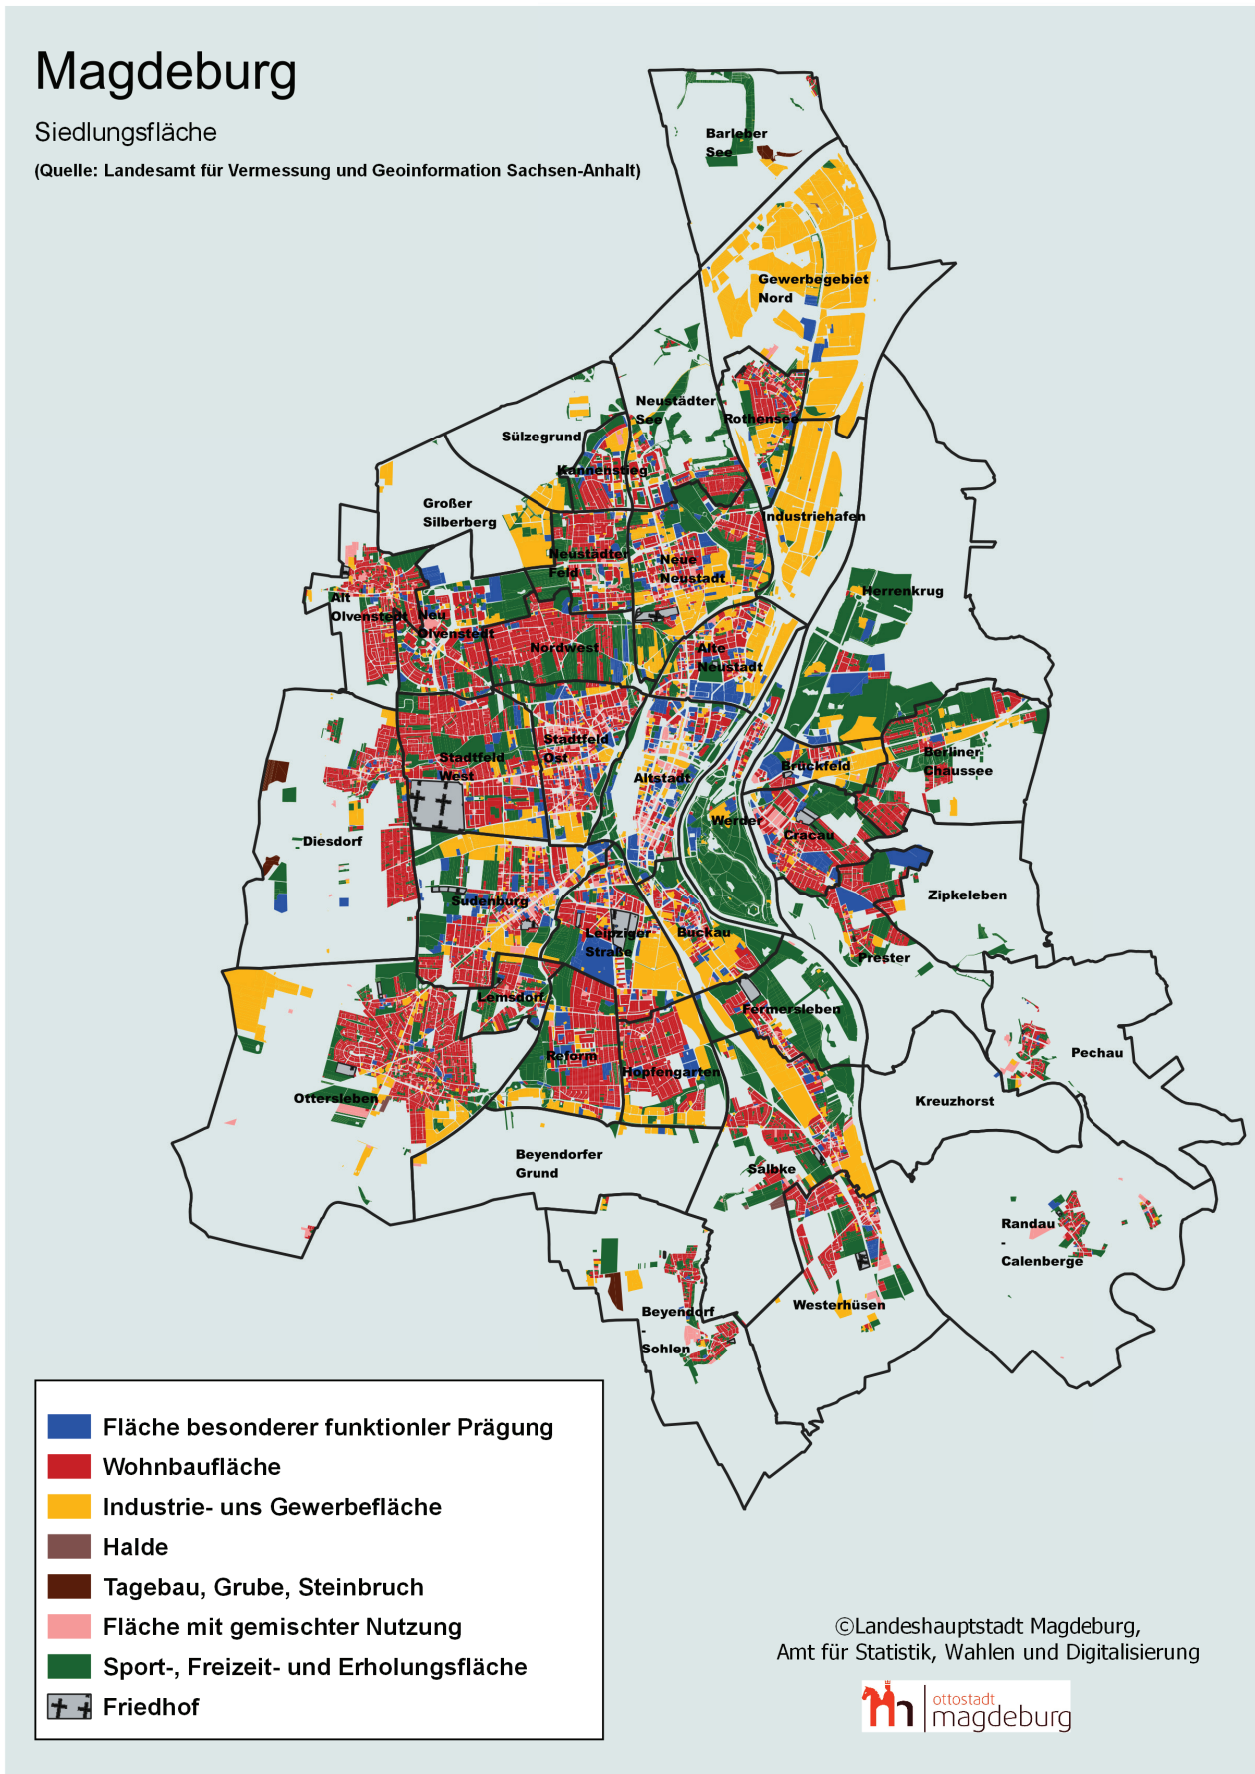 Magdeburg
Siedlungsfläche
(Quelle: Landesamt für Vermessung und Geoinformation Sachsen-Anhalt)
Barleber
See
Gewerbegebiet
Nord
Neustädter
See
Rothensee
Sülzegrund
Kannenstieg
Großer
Silberberg
Industriehafen
Neustädter
Feld
Neue
Neustadt
Herrenkrug
Alt
Olvenstedt
Neu
Olvenstedt
Nordwest
Alte
Neustadt
Stadtfeld
Ost
Stadtfeld
West
Altstadt
Brückfeld
Berliner
Chaussee
Werder
Cracau
Diesdorf
Zipkeleben
Sudenburg
Leipziger
Straße
Buckau
Prester
Lemsdorf
Fermersleben
Reform
Hopfengarten
Pechau
Ottersleben
Kreuzhorst
Beyendorfer
Grund
Salbke
Randau
-
Calenberge
Westerhüsen
Beyendorf
-
Sohlen
Fläche besonderer funktionler Prägung
Wohnbaufläche
Industrie- uns Gewerbefläche
Halde
Tagebau, Grube, Steinbruch
Fläche mit gemischter Nutzung
Sport-, Freizeit- und Erholungsfläche
Friedhof
©Landeshauptstadt Magdeburg,
Amt für Statistik, Wahlen und Digitalisierung
ottostadt
magdeburg